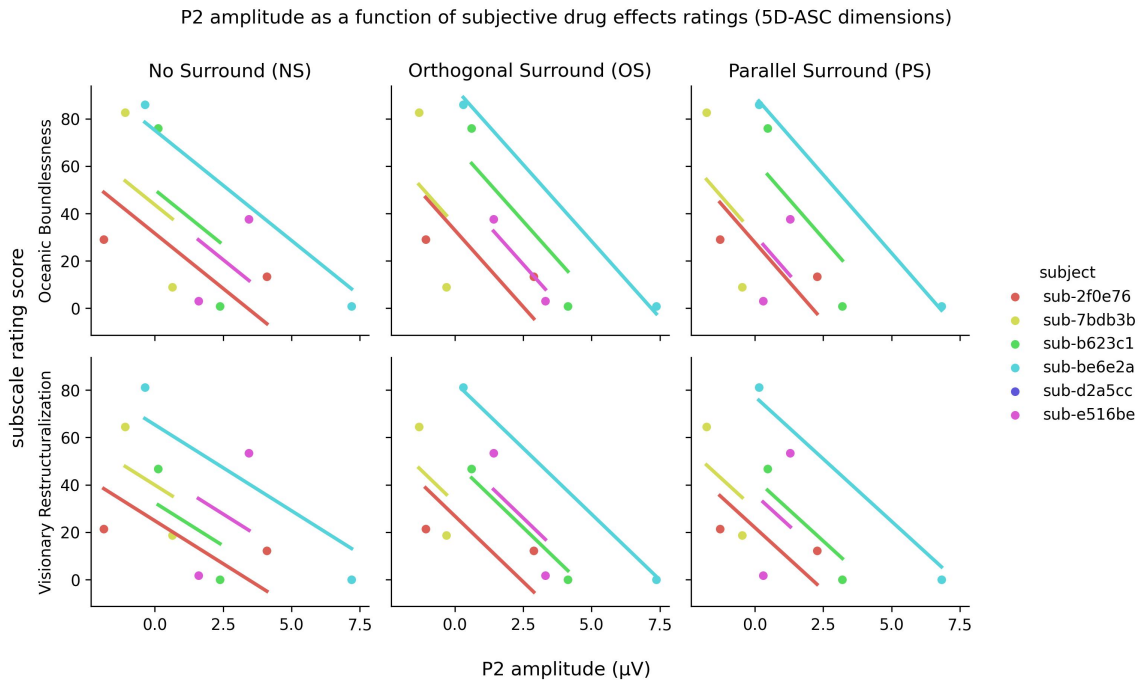 P2 amplitude as a function of subjective drug effects ratings (5D-ASC dimensions)
No Surround (NS)
Orthogonal Surround (OS)
Parallel Surround (PS)
subscale rating score
Oceanic Boundlessness
80
60
40
20
0
Visionary Restructuralization
80
60
40
20
0
0.0
2.5
5.0
7.5
0.0
2.5
5.0
7.5
0.0
2.5
5.0
7.5
P2 amplitude (µV)
subject
sub-2f0e76
sub-7bdb3b
sub-b623c1
sub-be6e2a
sub-d2a5cc
sub-e516be